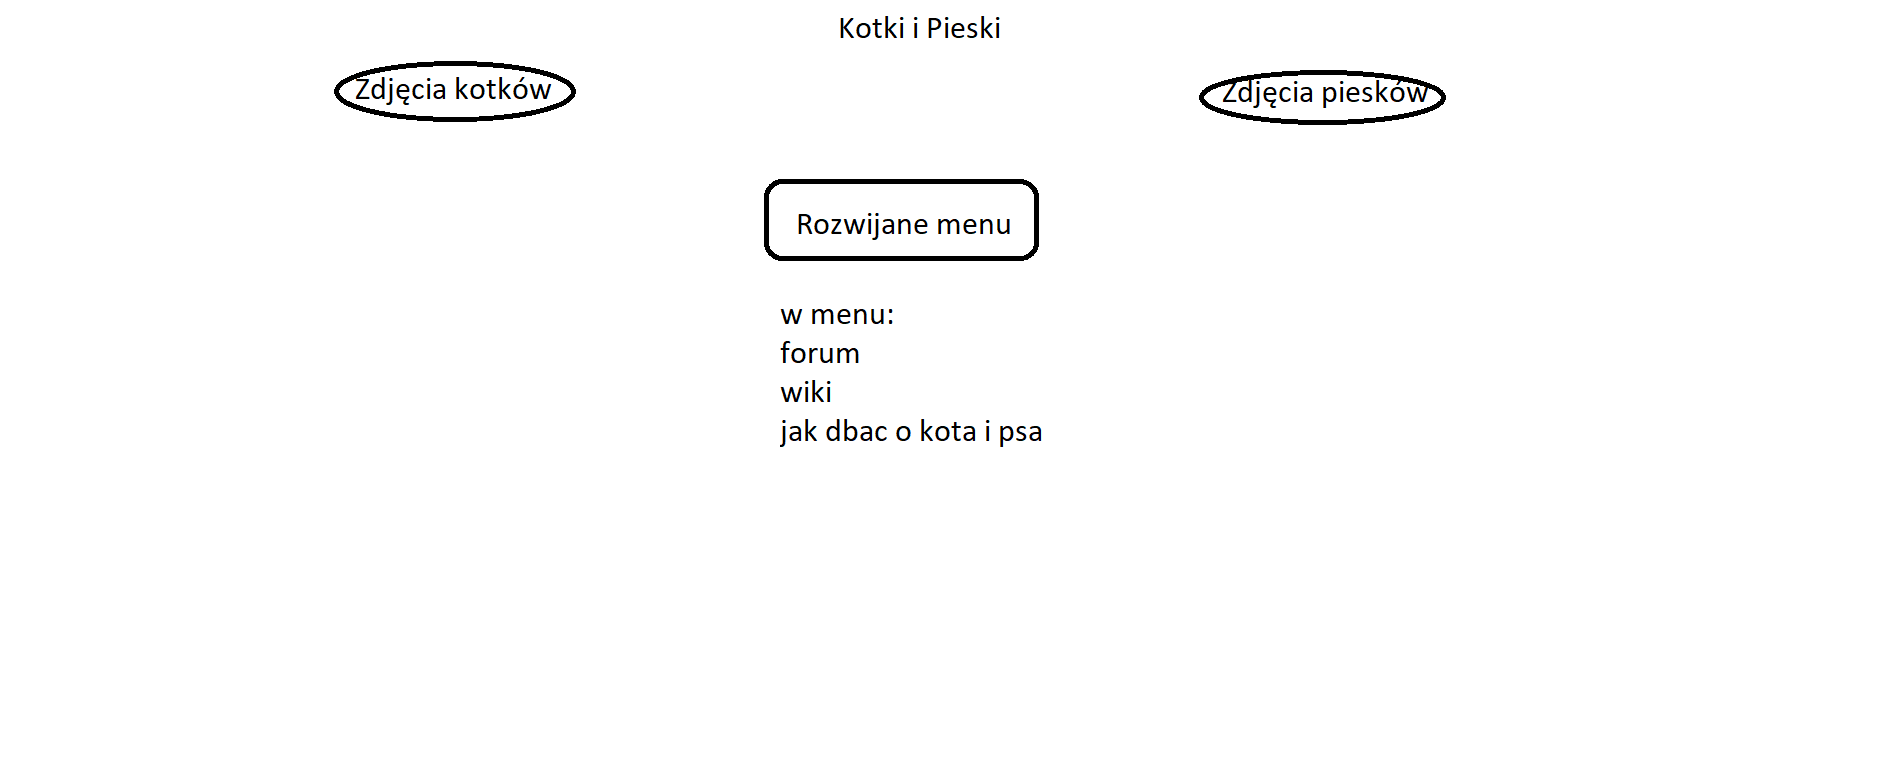 Kotki i Pieski
Zdjęcia kotków
Zdjęcia piesków
Rozwijane menu
w menu:
forum
wiki
jak dbac o kota i psa